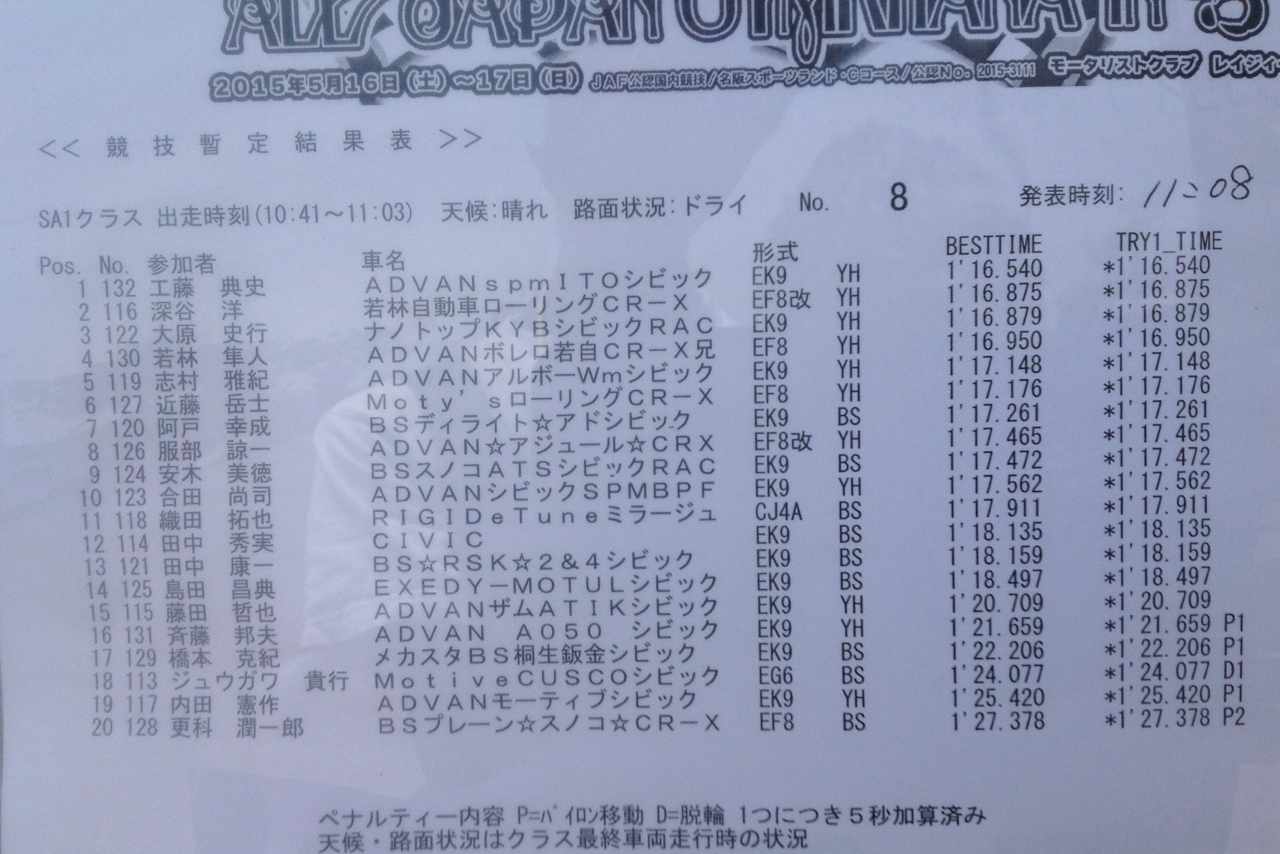 ALL JAPAN GYMKHANA IN
2015年5月16日(土)~17日(日) JAF公認国内競技/名阪スポーツランド・Cコース/公認No. 2015-3111 モータリストクラブ レイジィ
<< 競技暫定結果表 >>
SA1クラス 出走時刻(10:41~11:03) 天候:晴れ 路面状況:ドライ No. 8 発表時刻: 11:08
Pos. No. 参加者 車名 形式 BESTTIME TRY1_TIME
1 132 工藤 典史 ADVANspmITOシビック EK9 YH 1'16.540 *1'16.540
2 116 深谷 洋 若林自動車ローリングCR-X EF8改 YH 1'16.875 *1'16.875
3 122 大原 史行 ナノトップKYBシビックRAC EK9 YH 1'16.879 *1'16.879
4 130 若林 隼人 ADVANボレロ若自CR-X兄 EF8 YH 1'16.950 *1'16.950
5 119 志村 雅紀 ADVANアルボーWmシビック EK9 YH 1'17.148 *1'17.148
6 127 近藤 岳士 Moty'sローリングCR-X EF8 YH 1'17.176 *1'17.176
7 120 阿戸 幸成 BSディライト☆アドシビック EK9 BS 1'17.261 *1'17.261
8 126 服部 諒一 ADVAN☆アジュール☆CRX EF8改 YH 1'17.465 *1'17.465
9 124 安木 美徳 BSスノコATSシビックRAC EK9 BS 1'17.472 *1'17.472
10 123 合田 尚司 ADVANシビックSPMBPF EK9 YH 1'17.562 *1'17.562
11 118 織田 拓也 RIGIDeTuneミラージュ CJ4A BS 1'17.911 *1'17.911
12 114 田中 秀実 CIVIC EK9 BS 1'18.135 *1'18.135
13 121 田中 康一 BS☆RSK☆2&4シビック EK9 BS 1'18.159 *1'18.159
14 125 島田 昌典 EXEDY-MOTULシビック EK9 BS 1'18.497 *1'18.497
15 115 藤田 哲也 ADVANザムATIKシビック EK9 YH 1'20.709 *1'20.709
16 131 斉藤 邦夫 ADVAN A050 シビック EK9 YH 1'21.659 *1'21.659 P1
17 129 橋本 克紀 メカスタBS桐生鈑金シビック EK9 BS 1'22.206 *1'22.206 P1
18 113 ジュウガワ 貴行 MotiveCUSCOシビック EG6 BS 1'24.077 *1'24.077 D1
19 117 内田 憲作 ADVANモーティブシビック EK9 YH 1'25.420 *1'25.420 P1
20 128 更科 潤一郎 BSプレーン☆スノコ☆CR-X EF8 BS 1'27.378 *1'27.378 P2
ペナルティー内容 P=ﾊﾟｲﾛﾝ移動 D=脱輪 1つにつき5秒加算済み
天候・路面状況はクラス最終車両走行時の状況